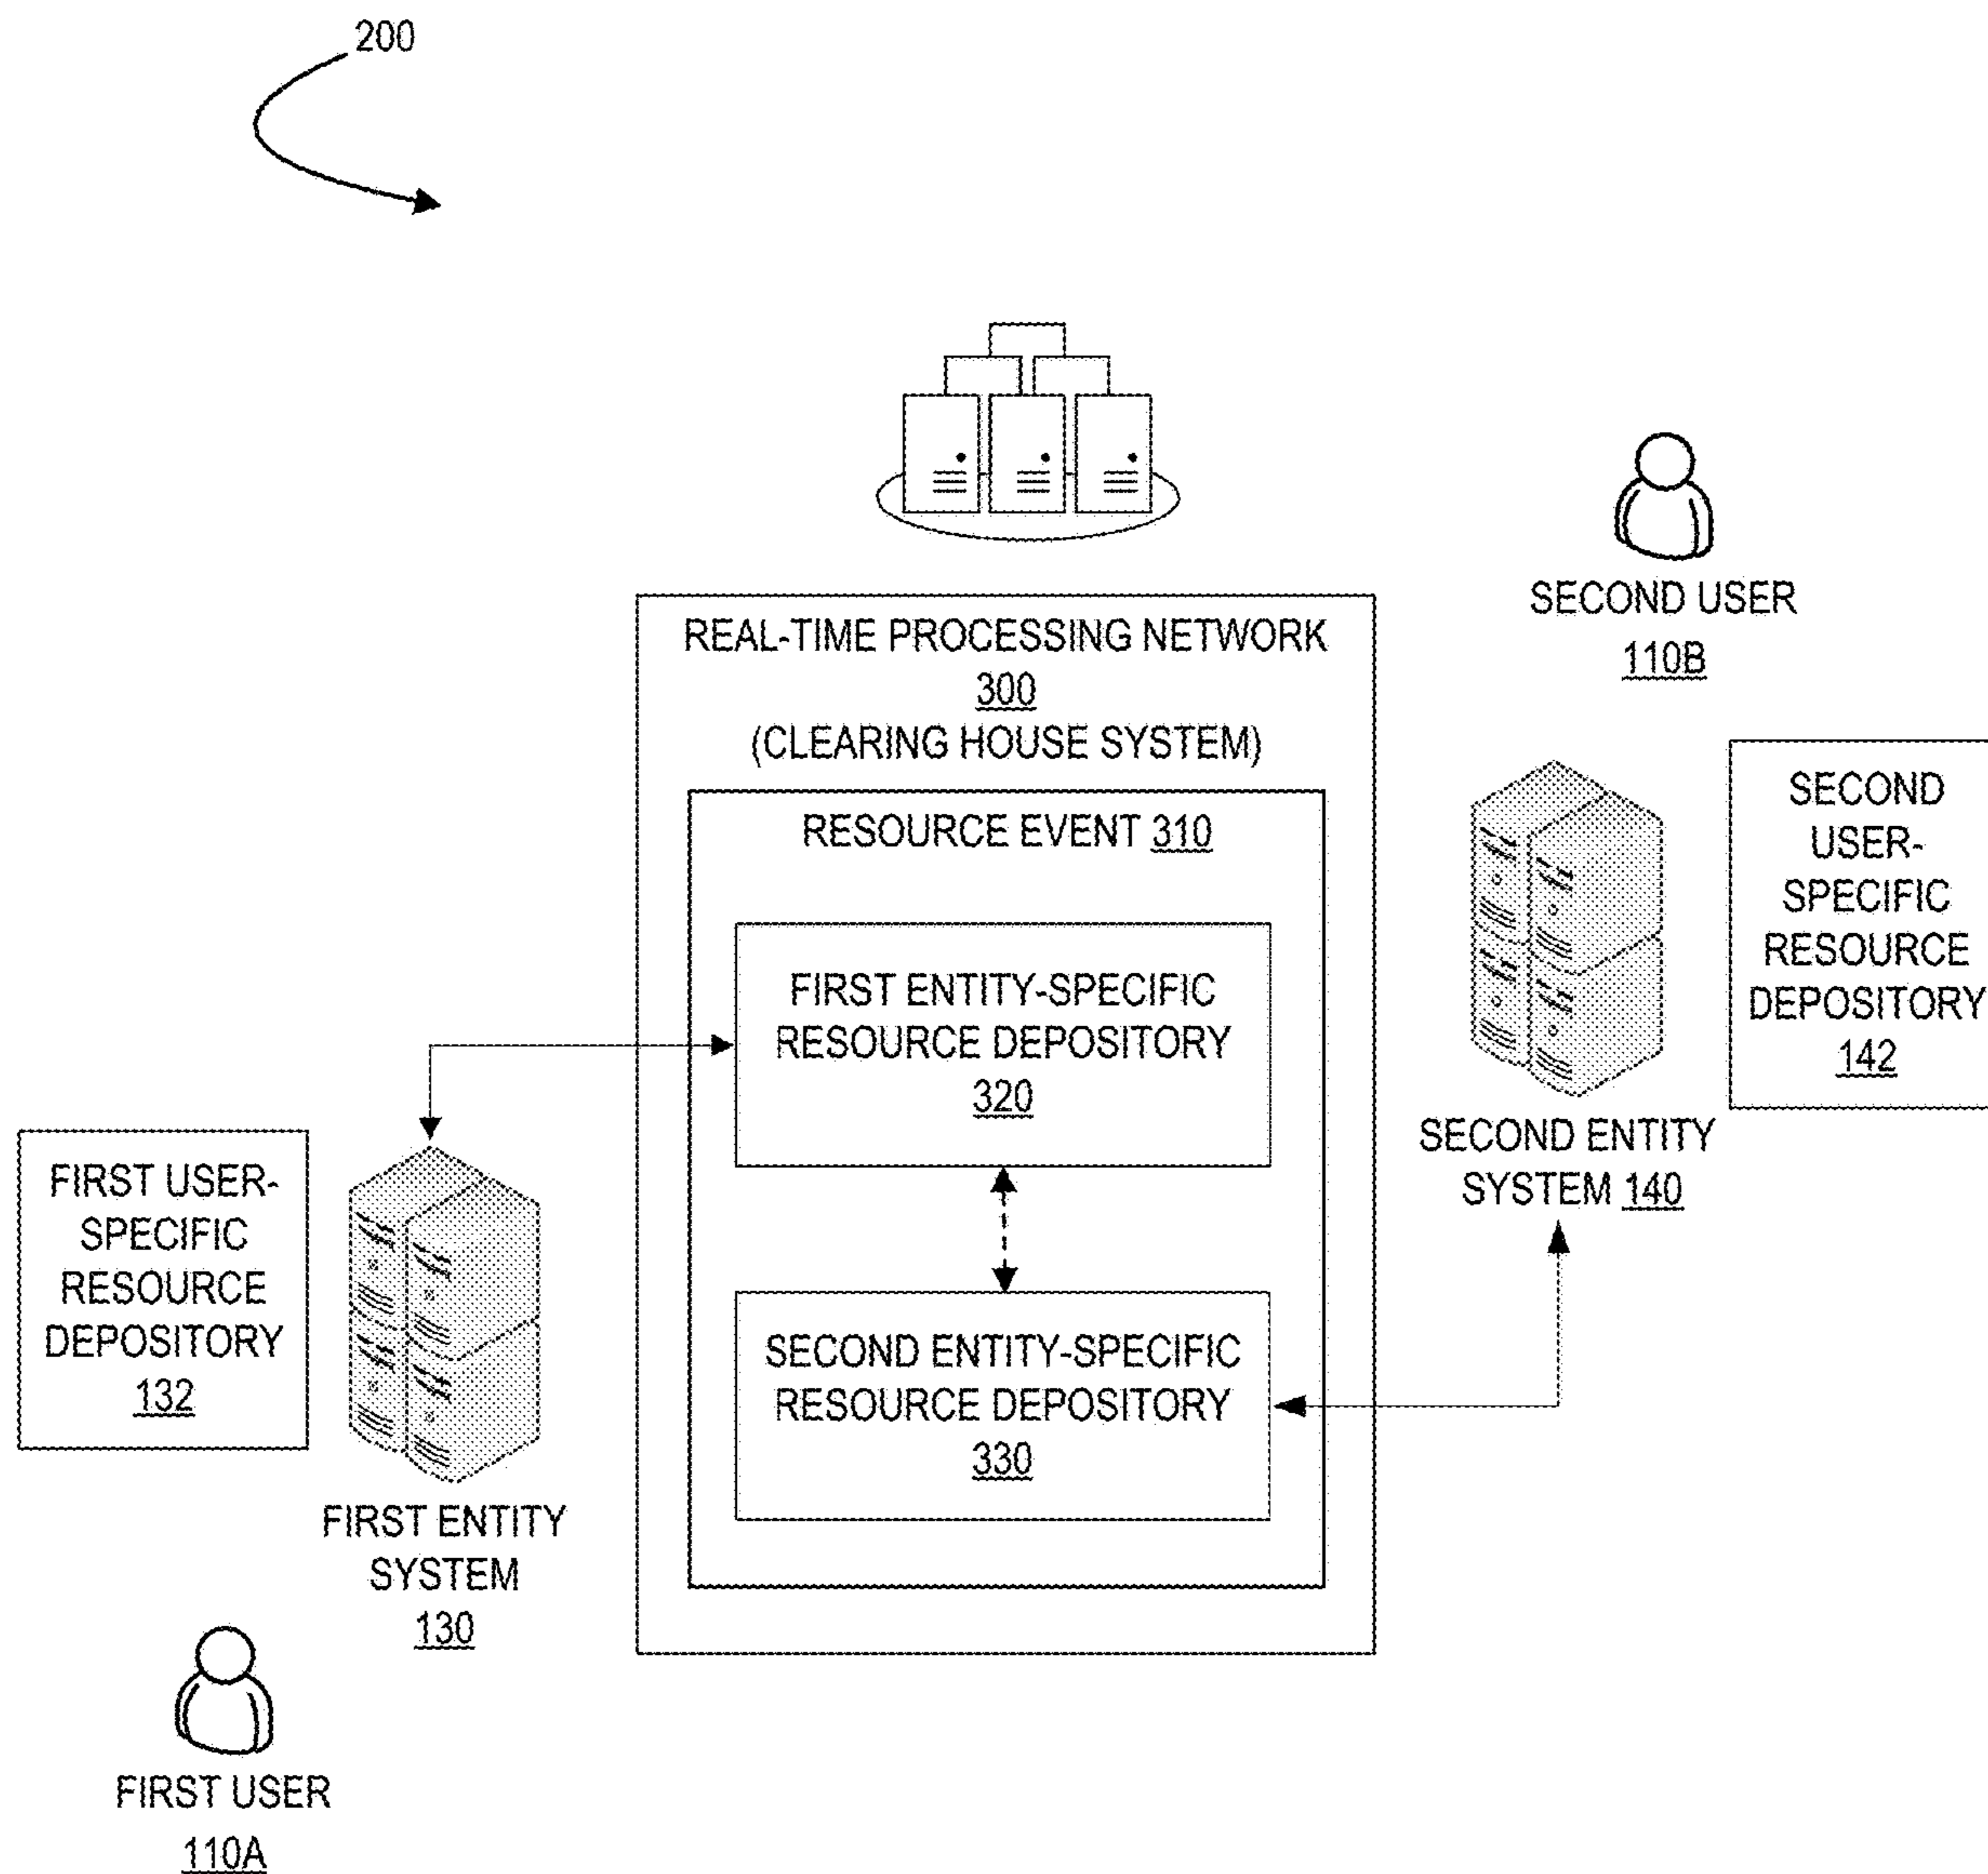 200
SECOND USER
110B
REAL-TIME PROCESSING NETWORK
300
(CLEARING HOUSE SYSTEM)
RESOURCE EVENT 310
FIRST ENTITY-SPECIFIC
RESOURCE DEPOSITORY
320
SECOND ENTITY-SPECIFIC
RESOURCE DEPOSITORY
330
SECOND
USER-
SPECIFIC
RESOURCE
DEPOSITORY
142
SECOND ENTITY
SYSTEM 140
FIRST USER-
SPECIFIC
RESOURCE
DEPOSITORY
132
FIRST ENTITY
SYSTEM
130
FIRST USER
110A